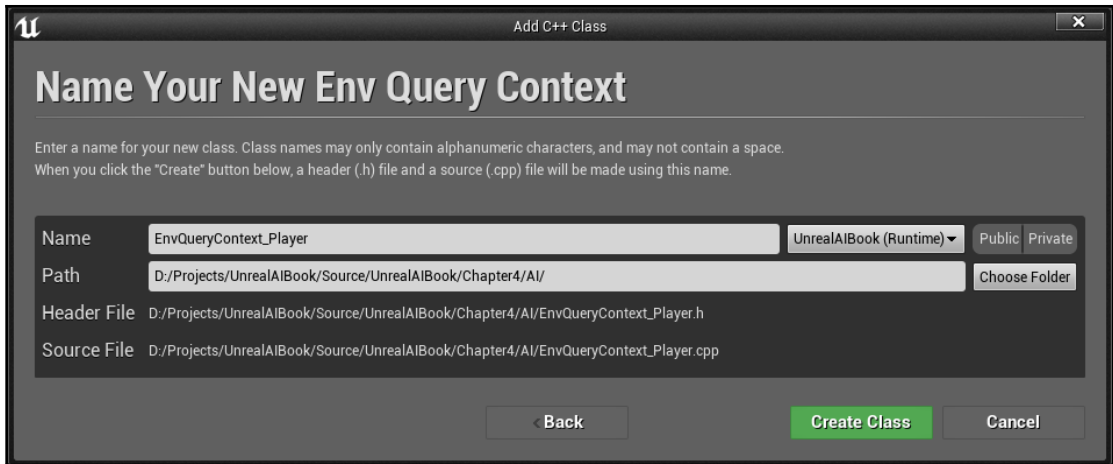 Add C++ Class
Name Your New Env Query Context
Enter a name for your new class. Class names may only contain alphanumeric characters, and may not contain a space.
When you click the "Create" button below, a header (.h) file and a source (.cpp) file will be made using this name.
Name EnvQueryContext_Player UnrealAIBook (Runtime) Public Private
Path D:/Projects/UnrealAIBook/Source/UnrealAIBook/Chapter4/AI/ Choose Folder
Header File D:/Projects/UnrealAIBook/Source/UnrealAIBook/Chapter4/AI/EnvQueryContext_Player.h
Source File D:/Projects/UnrealAIBook/Source/UnrealAIBook/Chapter4/AI/EnvQueryContext_Player.cpp
Back Create Class Cancel